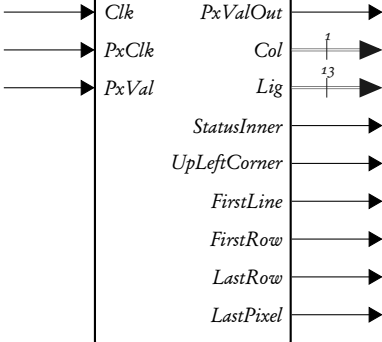 Clk PxValOut
PxClk Col 1
PxVal Lig 13
StatusInner
UpLeftCorner
FirstLine
FirstRow
LastRow
LastPixel